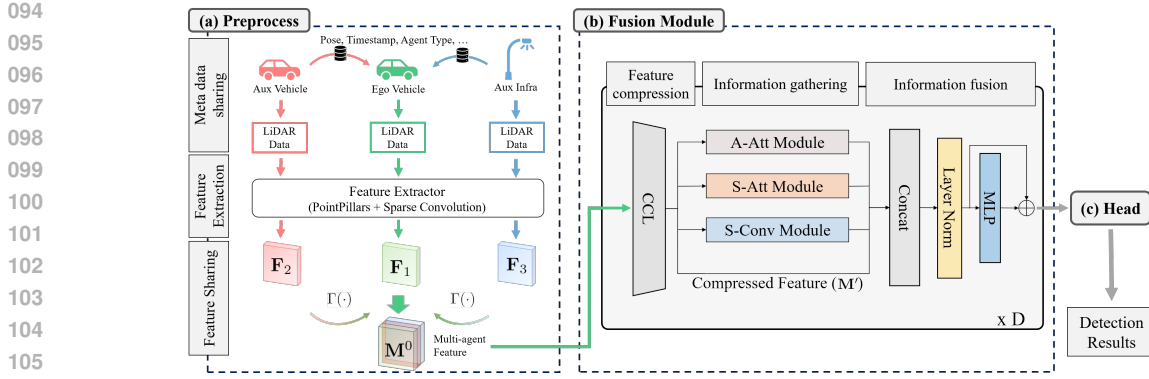 094
095
096
097
098
099
100
101
102
103
104
105
(a) Preprocess
Meta data
sharing
Feature
Extraction
Feature Sharing
Pose, Timestamp, Agent Type, …
Aux Vehicle
Ego Vehicle
Aux Infra
LiDAR
Data
LiDAR
Data
LiDAR
Data
Feature Extractor
(PointPillars + Sparse Convolution)
F₂
F₁
F₃
Γ(·)
Γ(·)
M⁰
Multi-agent
Feature
(b) Fusion Module
Feature
compression
Information gathering
Information fusion
CCL
A-Att Module
S-Att Module
S-Conv Module
Compressed Feature (M′)
Concat
Layer Norm
MLP
x D
(c) Head
Detection
Results